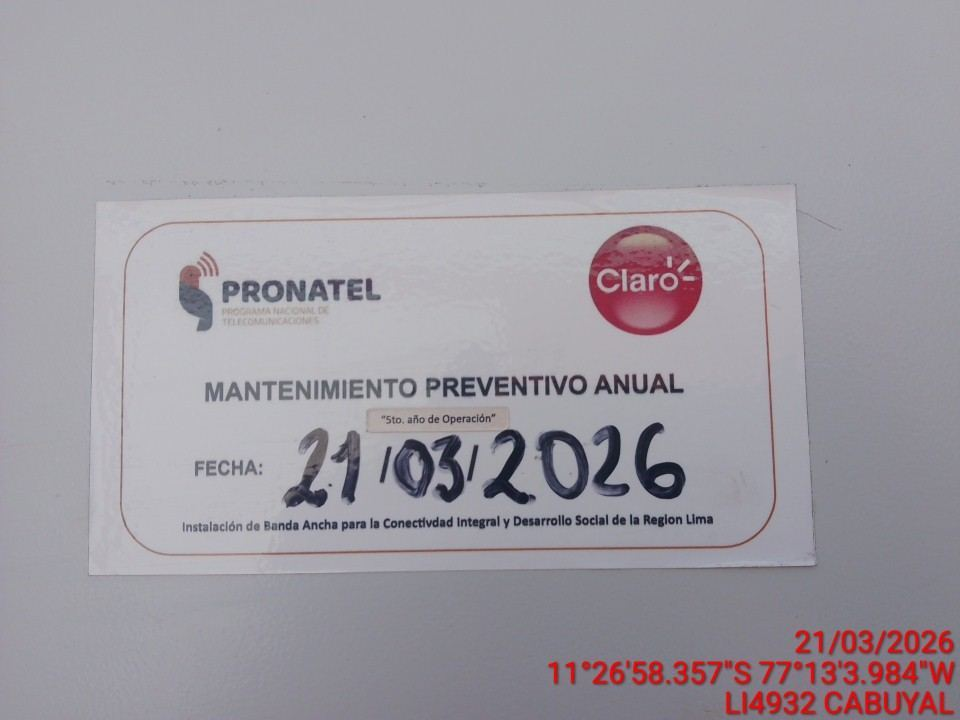 PRONATEL
PROGRAMA NACIONAL DE
TELECOMUNICACIONES
Claro
MANTENIMIENTO PREVENTIVO ANUAL
"5to. año de Operación"
FECHA: 21/03/2026
Instalación de Banda Ancha para la Conectivdad Integral y Desarrollo Social de la Region Lima
21/03/2026
11°26'58.357"S 77°13'3.984"W
LI4932 CABUYAL